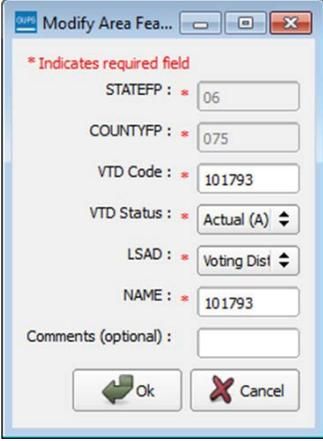 GUPS Modify Area Fea...
* Indicates required field
STATEFP : * 06
COUNTYFP : * 075
VTD Code : * 101793
VTD Status : * Actual (A)
LSAD : * Voting Dist
NAME : * 101793
Comments (optional) :
Ok Cancel